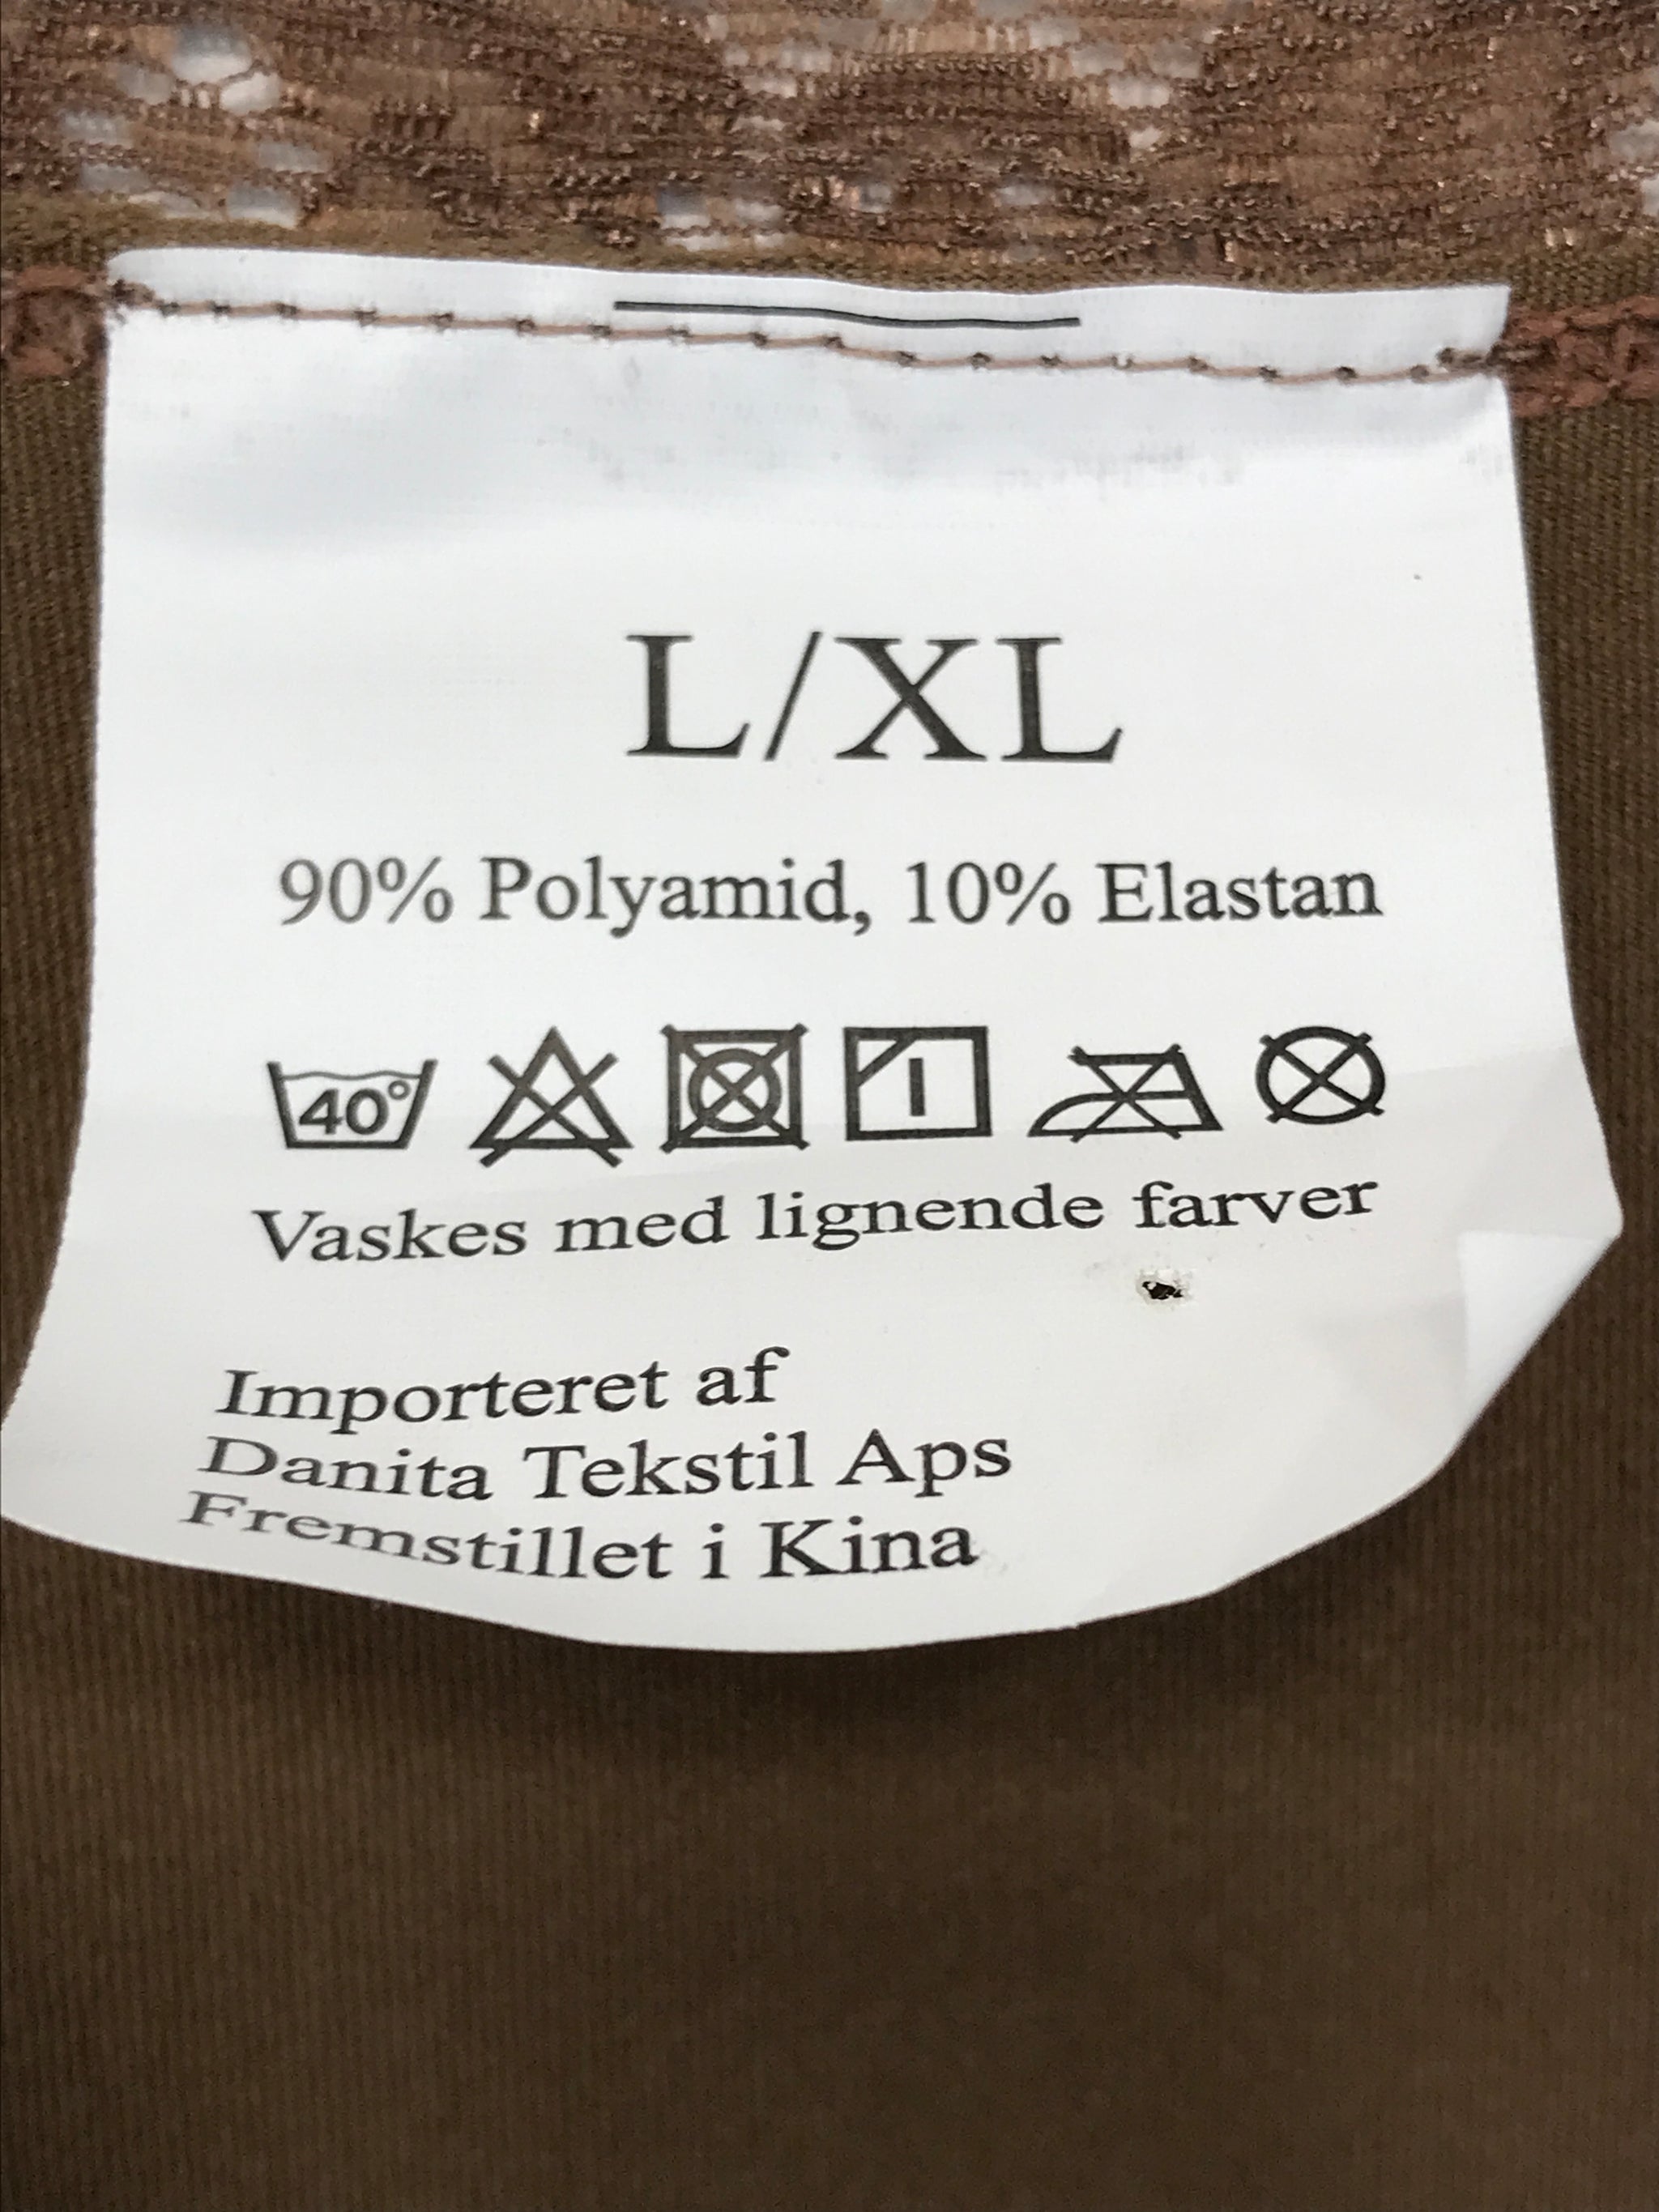 L/XL
90% Polyamid, 10% Elastan
40°
Vaskes med lignende farver
Importeret af
Danita Tekstil Aps
Fremstillet i Kina